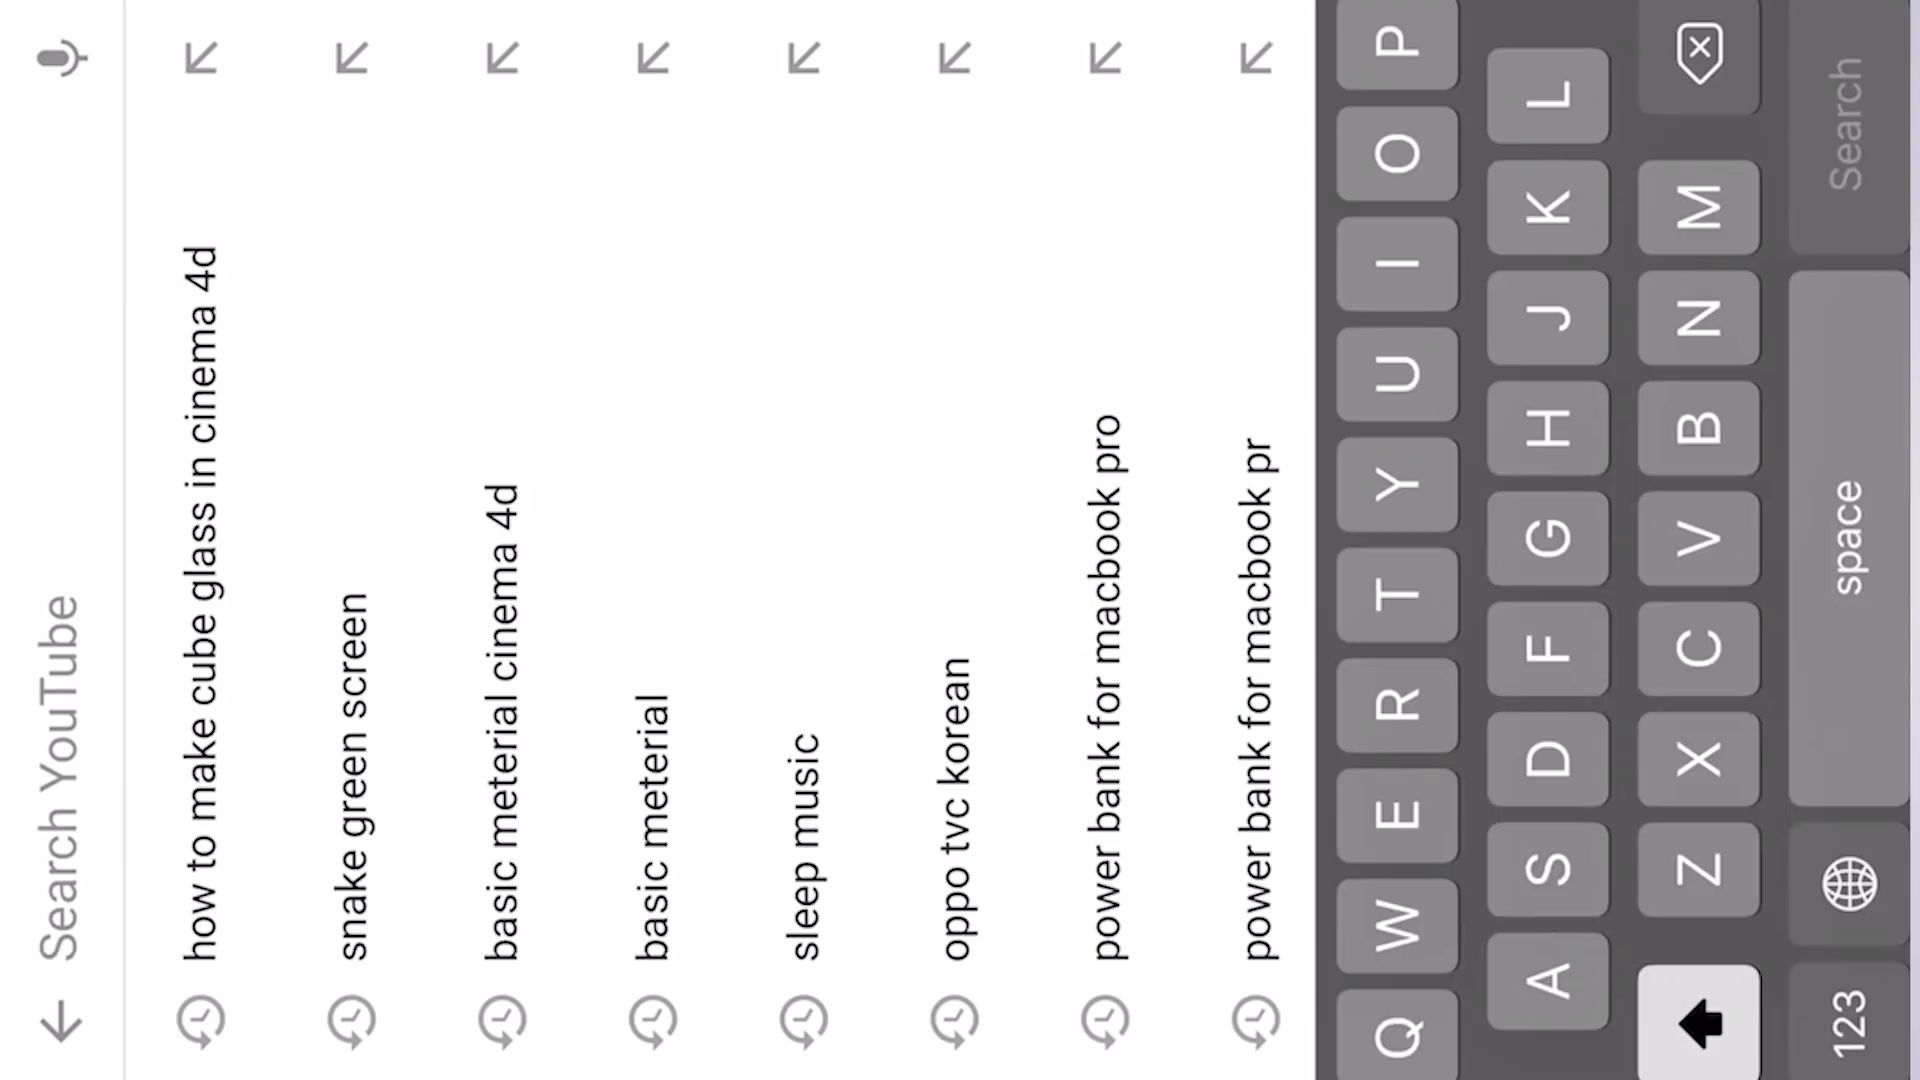 Search YouTube
how to make cube glass in cinema 4d
snake green screen
basic meterial cinema 4d
basic meterial
sleep music
oppo tvc korean
power bank for macbook pro
power bank for macbook pr
Q W E R T Y U I O P
A S D F G H J K L
Z X C V B N M
123 space Search